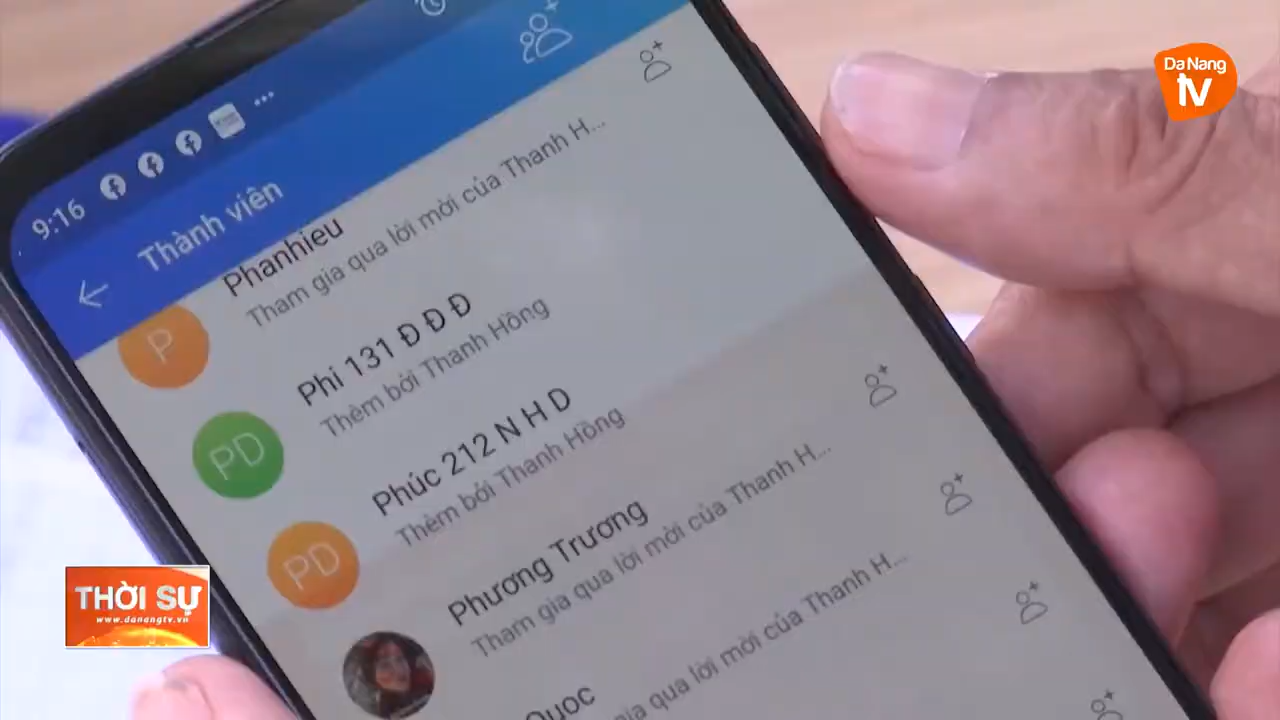 Da Nang
tv
9:16
Thành viên
Phanhieu
Tham gia qua lời mời của Thanh H...
P
Phi 131 Đ Đ Đ
Thêm bởi Thanh Hồng
PD
Phúc 212 N H D
Thêm bởi Thanh Hồng
PD
Phương Trương
Tham gia qua lời mời của Thanh H...
Quoc
gia qua lời mời của Thanh H...
THỜI SỰ
www.danangtv.vn